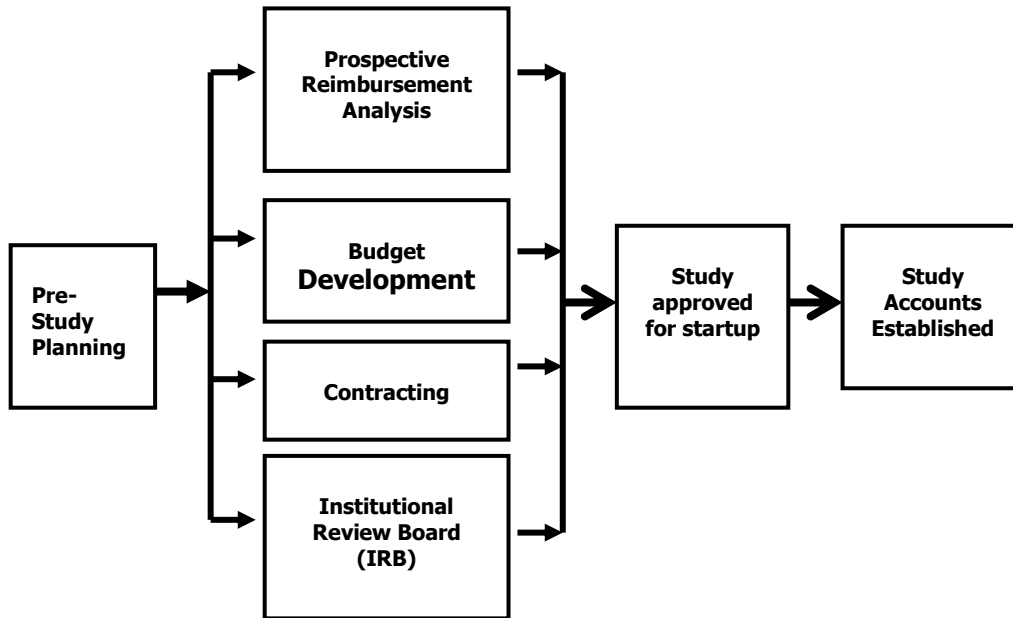 Pre-
Study
Planning
Prospective
Reimbursement
Analysis
Budget
Development
Contracting
Institutional
Review Board
(IRB)
Study
approved
for startup
Study
Accounts
Established